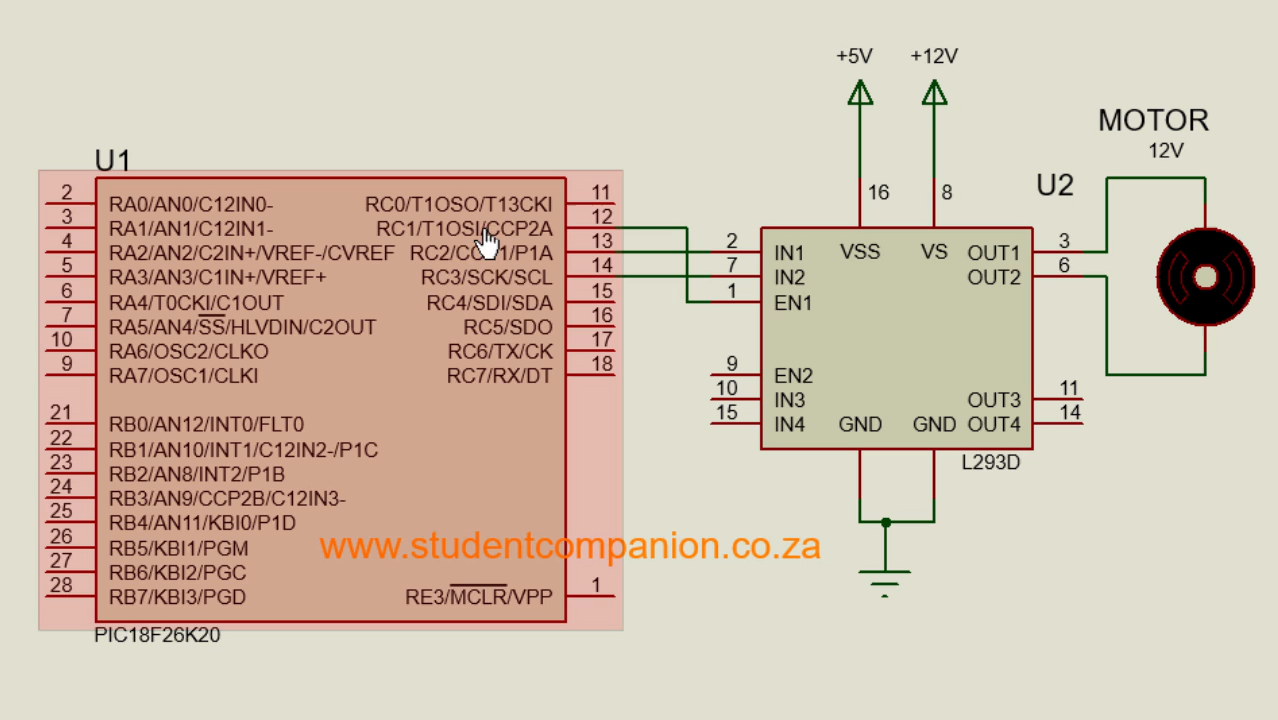 +5V +12V
MOTOR
12V
U1
U2
16 8
2 RA0/AN0/C12IN0- RC0/T1OSO/T13CKI 11
3 RA1/AN1/C12IN1- RC1/T1OSI/CCP2A 12
4 RA2/AN2/C2IN+/VREF-/CVREF RC2/CCP1/P1A 13
5 RA3/AN3/C1IN+/VREF+ RC3/SCK/SCL 14
6 RA4/T0CKI/C1OUT RC4/SDI/SDA 15
7 RA5/AN4/SS/HLVDIN/C2OUT RC5/SDO 16
10 RA6/OSC2/CLKO RC6/TX/CK 17
9 RA7/OSC1/CLKI RC7/RX/DT 18
21 RB0/AN12/INT0/FLT0
22 RB1/AN10/INT1/C12IN2-/P1C
23 RB2/AN8/INT2/P1B
24 RB3/AN9/CCP2B/C12IN3-
25 RB4/AN11/KBI0/P1D
26 RB5/KBI1/PGM
27 RB6/KBI2/PGC
28 RB7/KBI3/PGD RE3/MCLR/VPP 1
PIC18F26K20
2 IN1 VSS VS OUT1 3
7 IN2 OUT2 6
1 EN1
9 EN2
10 IN3 OUT3 11
15 IN4 GND GND OUT4 14
L293D
www.studentcompanion.co.za